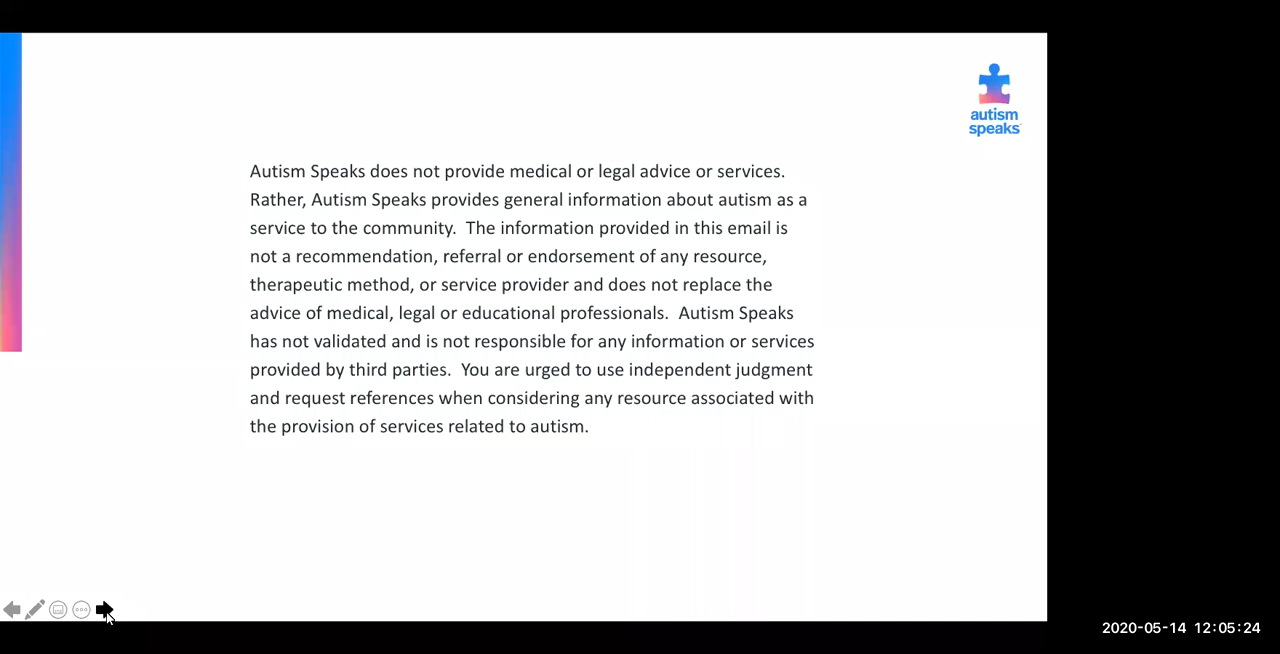 autism
speaks
Autism Speaks does not provide medical or legal advice or services.
Rather, Autism Speaks provides general information about autism as a
service to the community.  The information provided in this email is
not a recommendation, referral or endorsement of any resource,
therapeutic method, or service provider and does not replace the
advice of medical, legal or educational professionals.  Autism Speaks
has not validated and is not responsible for any information or services
provided by third parties.  You are urged to use independent judgment
and request references when considering any resource associated with
the provision of services related to autism.
2020-05-14 12:05:24